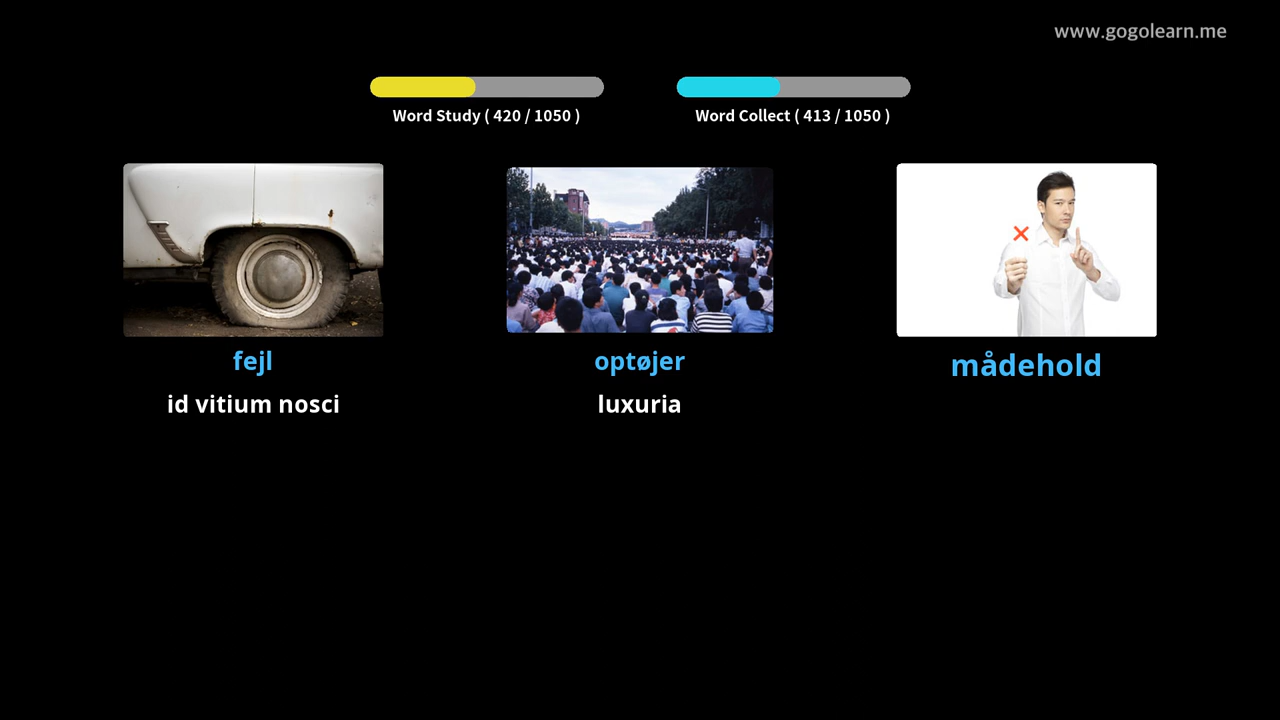 www.gogolearn.me
Word Study ( 420 / 1050 )
Word Collect ( 413 / 1050 )
fejl
optøjer
mådehold
id vitium nosci
luxuria